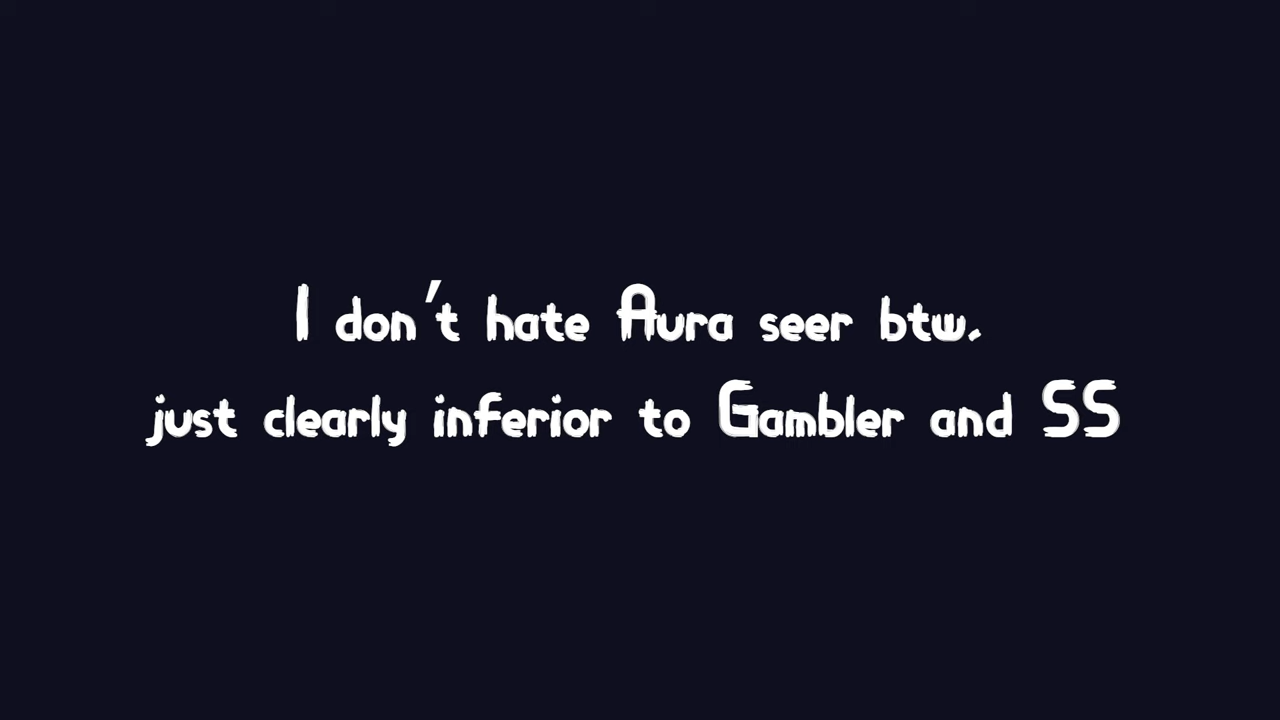 I don't hate Aura seer btw.
just clearly inferior to Gambler and SS